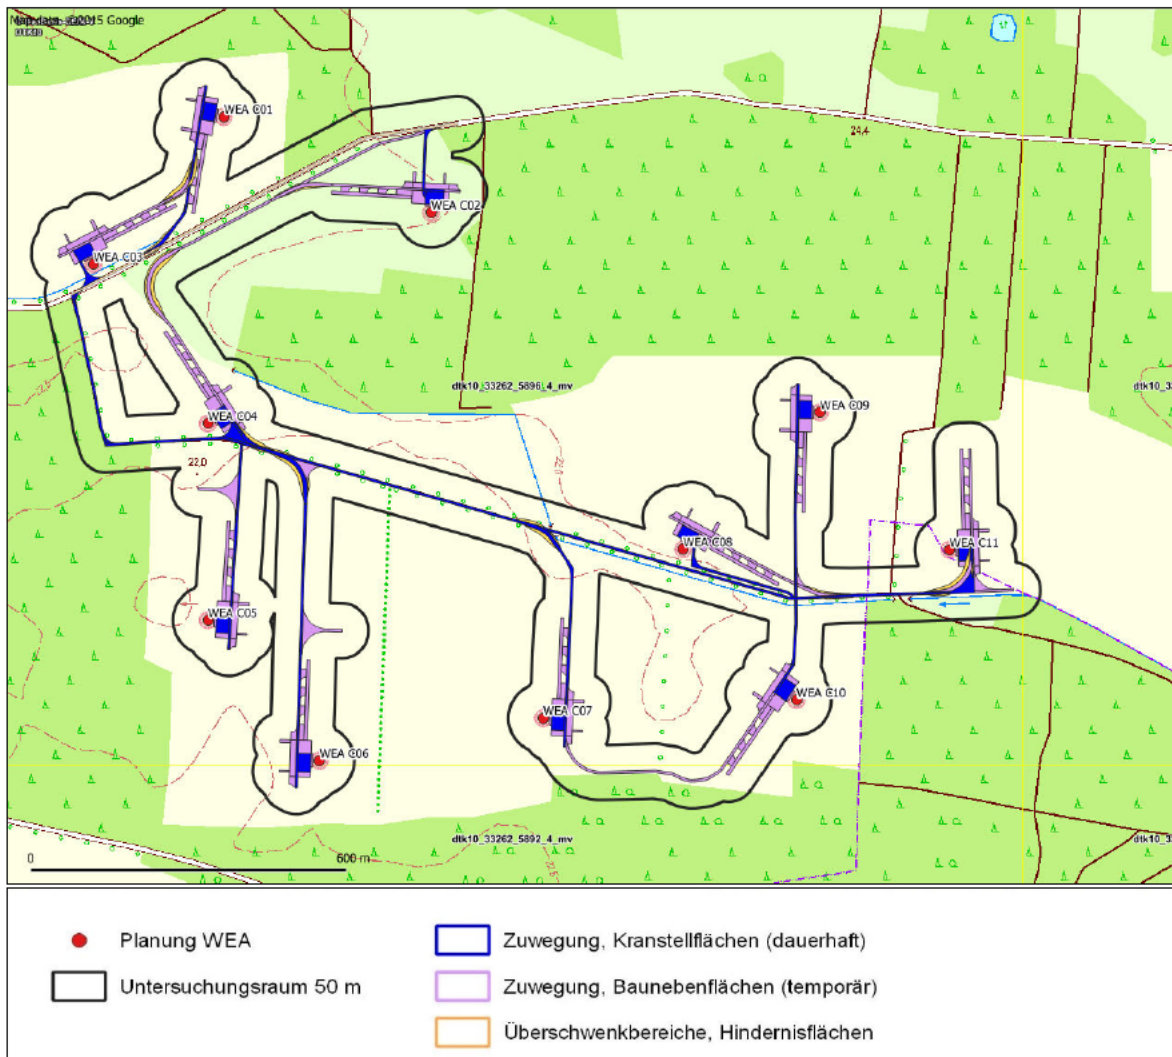 Map data ©2015 Google
WEA C01
24,4
WEA C02
WEA C03
dtk10_33262_5896_4_mv
dtk10_33
WEA C04
WEA C09
22,0
WEA C08
WEA C11
WEA C05
WEA C10
WEA C07
WEA C06
dtk10_33262_5892_4_mv
dtk10_33
0
600 m
Planung WEA
Untersuchungsraum 50 m
Zuwegung, Kranstellflächen (dauerhaft)
Zuwegung, Baunebenflächen (temporär)
Überschwenkbereiche, Hindernisflächen